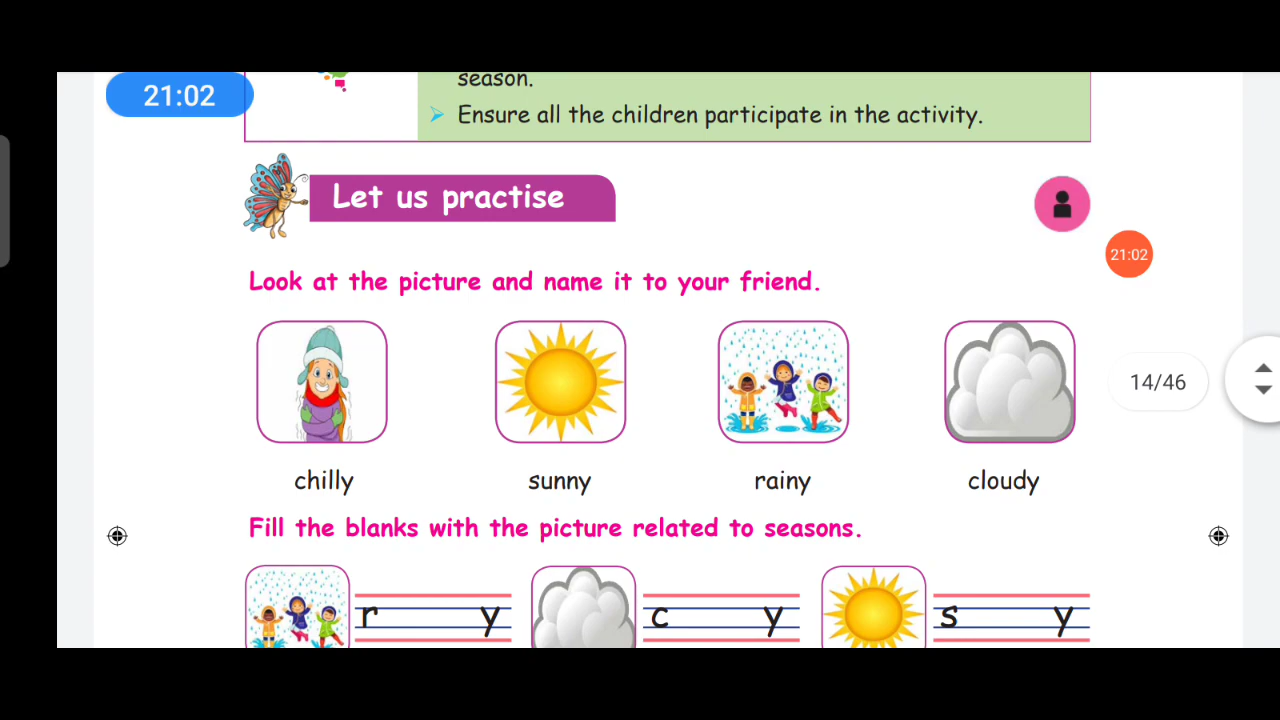 season.
21:02
➢ Ensure all the children participate in the activity.
Let us practise
21:02
Look at the picture and name it to your friend.
14/46
chilly sunny rainy cloudy
Fill the blanks with the picture related to seasons.
r y c y s y